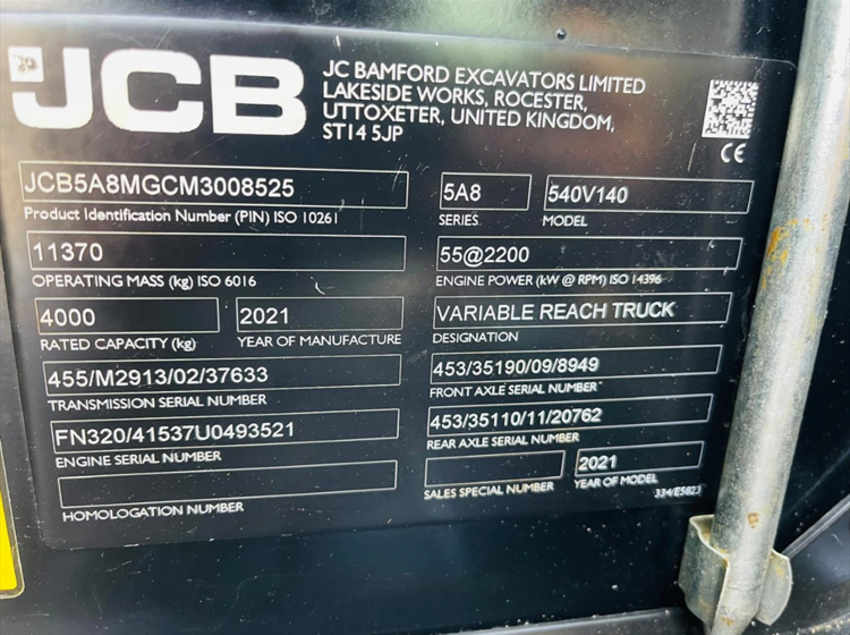 JCB
JC BAMFORD EXCAVATORS LIMITED
LAKESIDE WORKS, ROCESTER,
UTTOXETER, UNITED KINGDOM,
ST14 5JP
CE
JCB5A8MGCM3008525
Product Identification Number (PIN) ISO 10261
5A8
SERIES
540V140
MODEL
11370
OPERATING MASS (kg) ISO 6016
55@2200
ENGINE POWER (kW @ RPM) ISO 14396
4000
RATED CAPACITY (kg)
2021
YEAR OF MANUFACTURE
VARIABLE REACH TRUCK
DESIGNATION
455/M2913/02/37633
TRANSMISSION SERIAL NUMBER
453/35190/09/8949
FRONT AXLE SERIAL NUMBER
FN320/41537U0493521
ENGINE SERIAL NUMBER
453/35110/11/20762
REAR AXLE SERIAL NUMBER
HOMOLOGATION NUMBER
SALES SPECIAL NUMBER
2021
YEAR OF MODEL
334/E5823